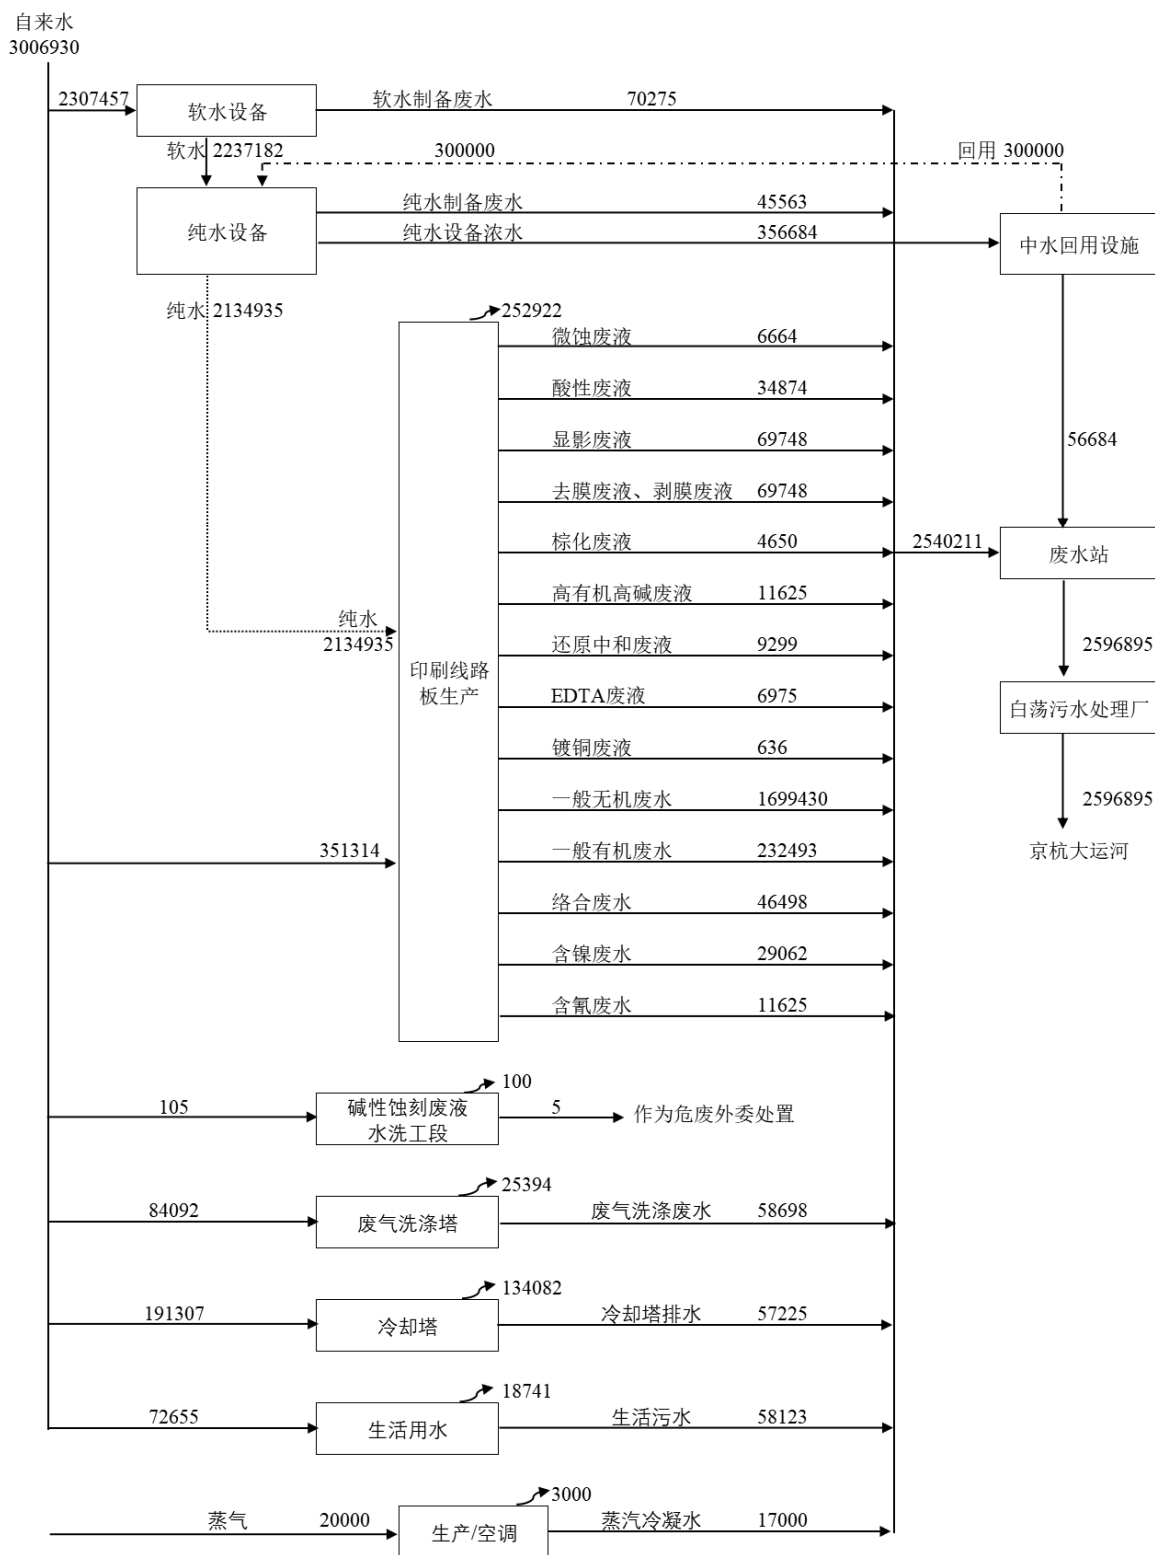 自来水
3006930
2307457
软水设备
软水制备废水 70275
软水 2237182
300000
回用 300000
纯水设备
纯水制备废水 45563
纯水设备浓水 356684
中水回用设施
纯水 2134935
252922
微蚀废液 6664
酸性废液 34874
显影废液 69748
56684
去膜废液、剥膜废液 69748
棕化废液 4650
2540211
废水站
高有机高碱废液 11625
纯水
2134935
还原中和废液 9299
2596895
印刷线路
板生产
EDTA废液 6975
白荡污水处理厂
镀铜废液 636
一般无机废水 1699430
2596895
351314
一般有机废水 232493
京杭大运河
络合废水 46498
含镍废水 29062
含氰废水 11625
100
105
碱性蚀刻废液
水洗工段
5
作为危废外委处置
25394
84092
废气洗涤塔
废气洗涤废水 58698
134082
191307
冷却塔
冷却塔排水 57225
18741
72655
生活用水
生活污水 58123
3000
蒸气 20000
生产/空调
蒸汽冷凝水 17000